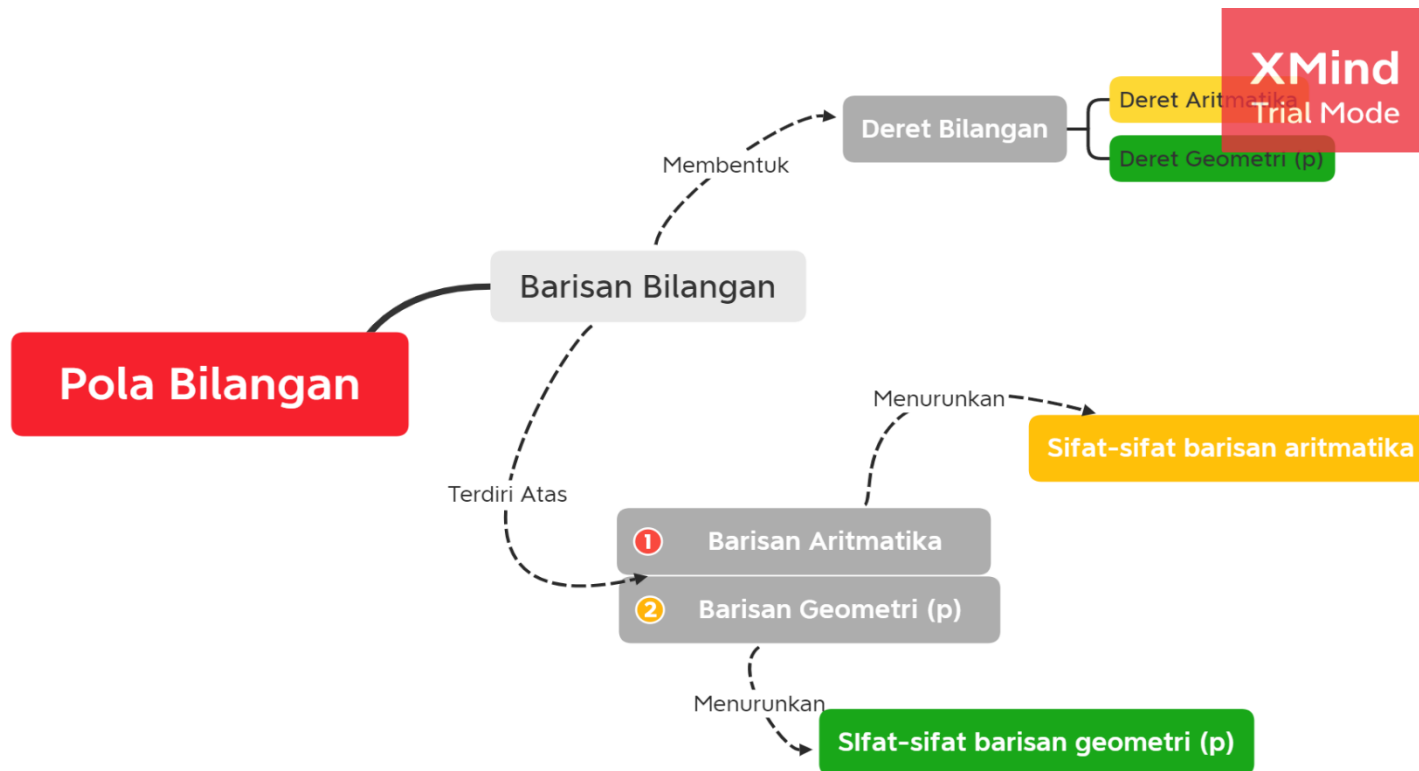 XMind
Trial Mode
Deret Aritmatika
Deret Bilangan
Deret Geometri (p)
Membentuk
Barisan Bilangan
Pola Bilangan
Menurunkan
Sifat-sifat barisan aritmatika
Terdiri Atas
1 Barisan Aritmatika
2 Barisan Geometri (p)
Menurunkan
SIfat-sifat barisan geometri (p)